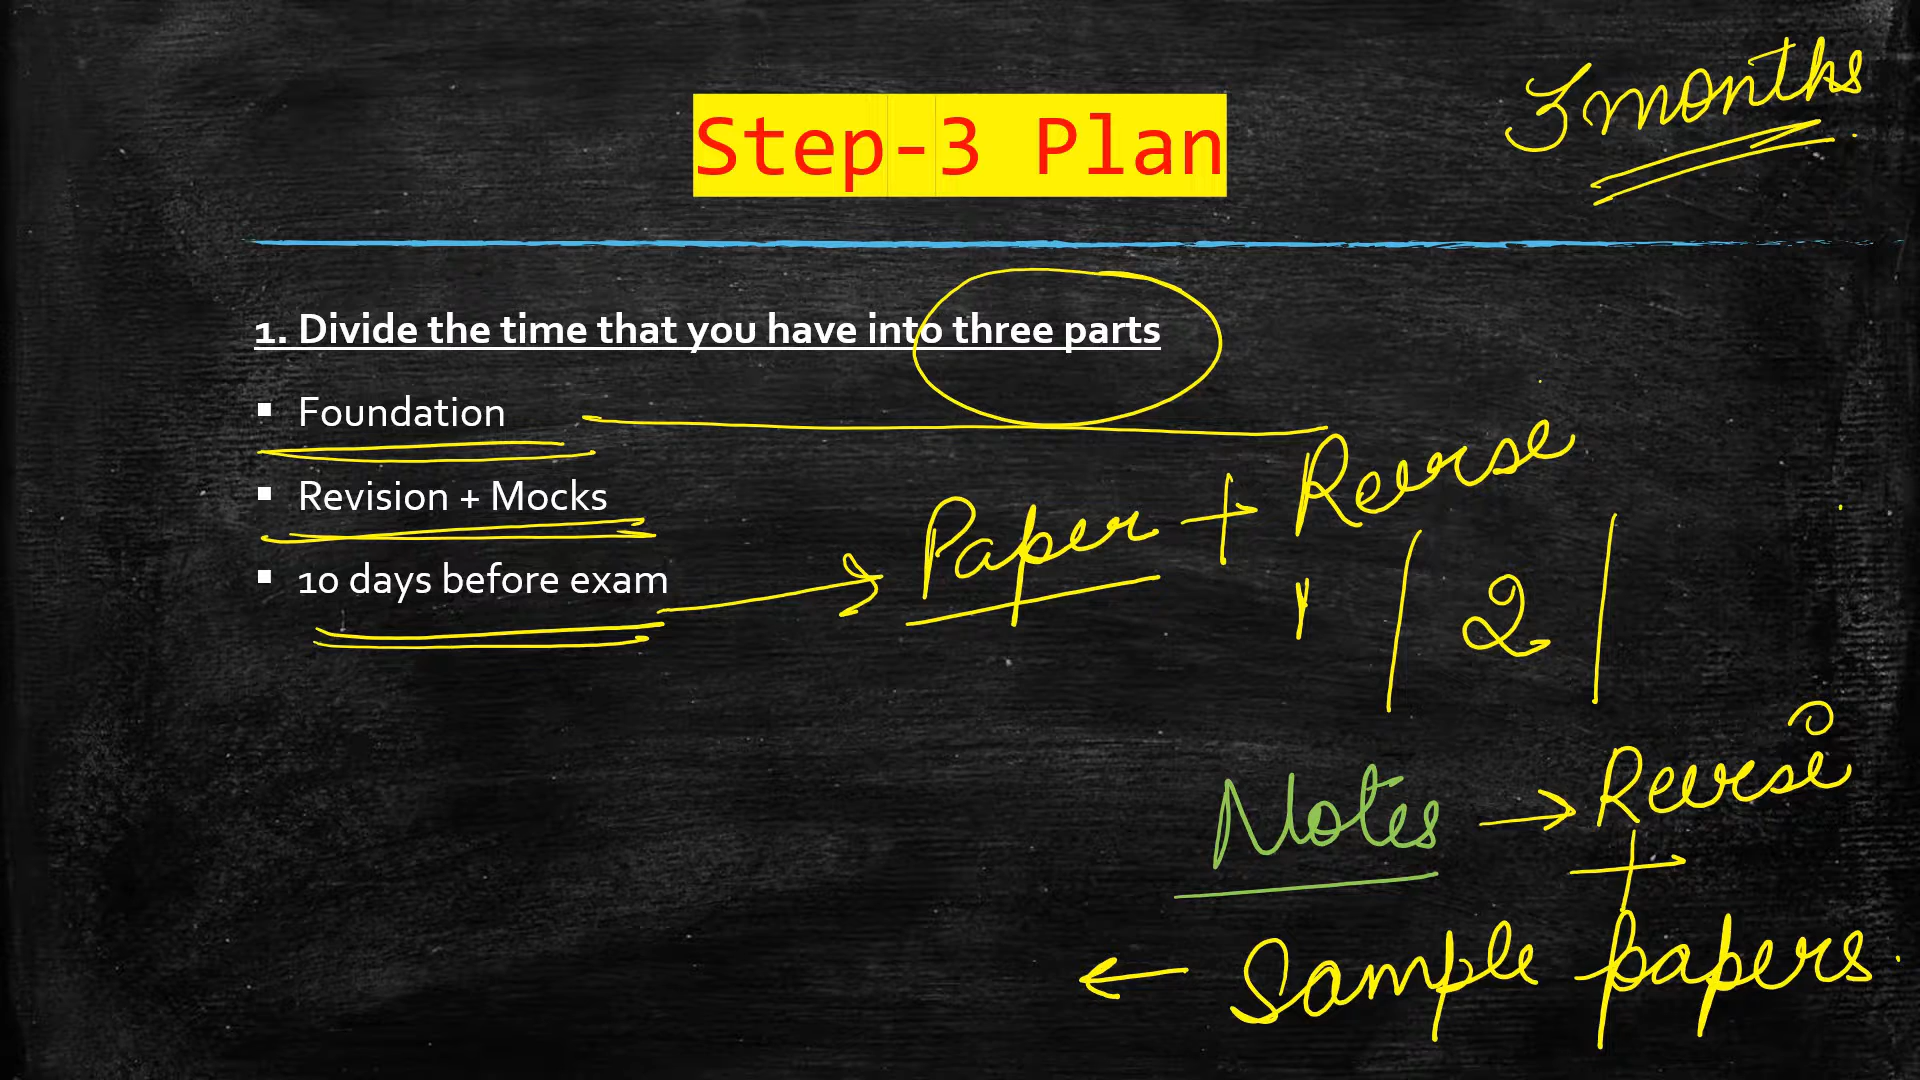 3 months
Step-3 Plan
1. Divide the time that you have into three parts
▪ Foundation
▪ Revision + Mocks
▪ 10 days before exam → Paper + Revise
1 | 2 |
Notes → Revise
+
← Sample papers.